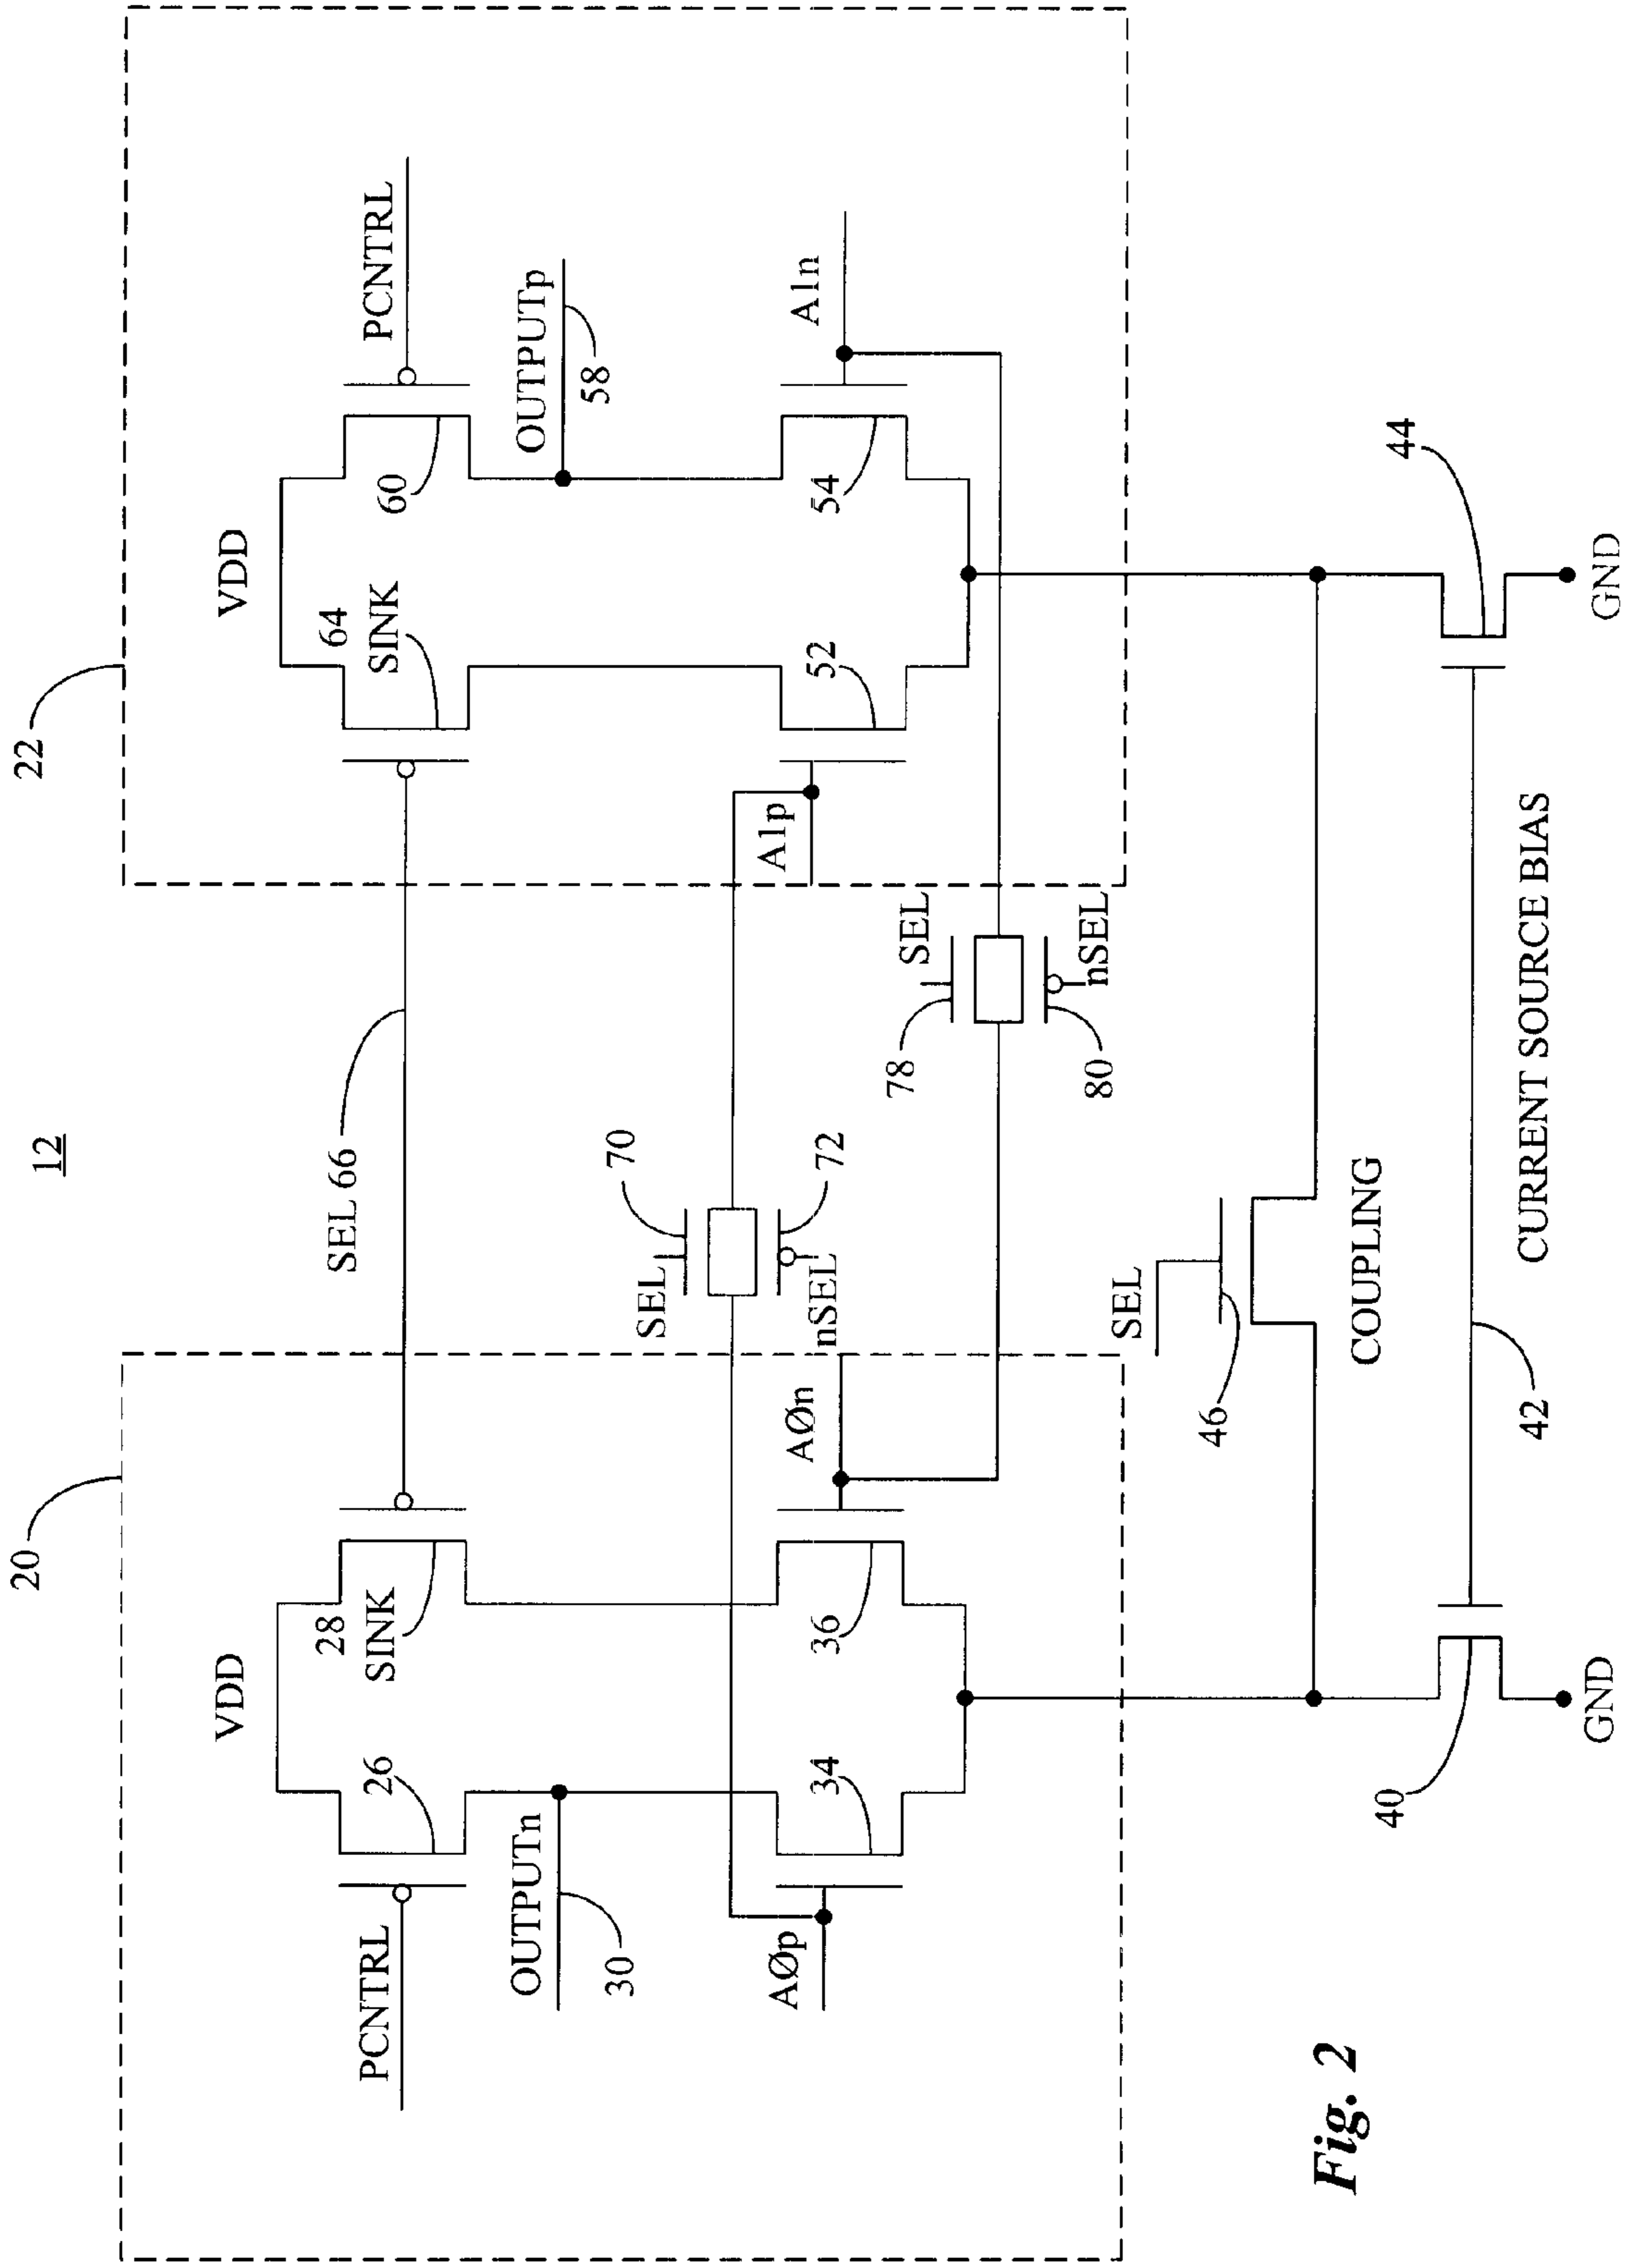 12
20
22
VDD
VDD
PCNTRL
26
28
SINK
SEL 66
64
SINK
60
PCNTRL
OUTPUTn
30
OUTPUTp
58
SEL
70
nSEL
72
A0̸p
34
36
A0̸n
A1p
52
54
A1n
78
SEL
80
nSEL
SEL
46
COUPLING
40
42
44
CURRENT SOURCE BIAS
GND
GND
Fig. 2